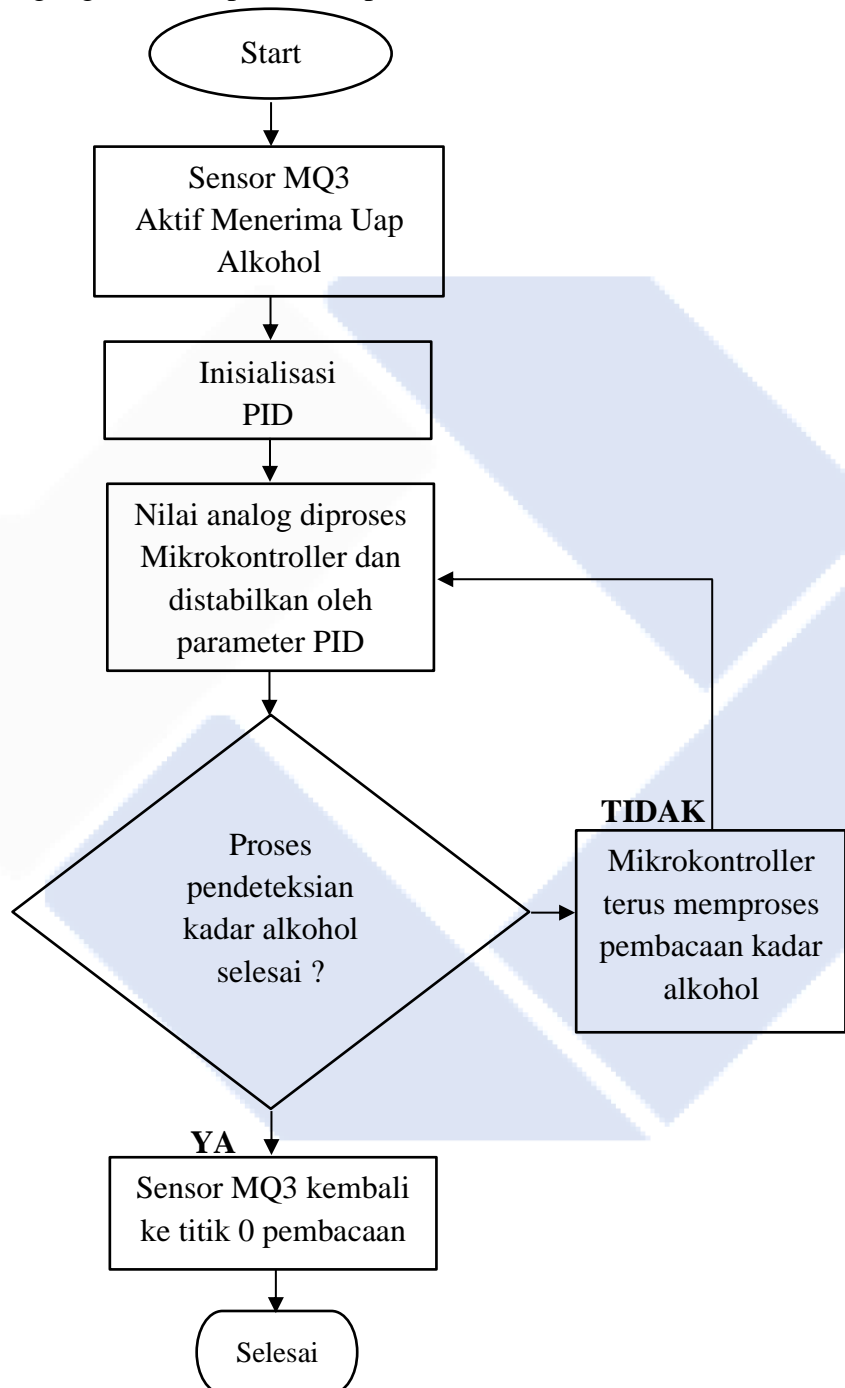 Start
Sensor MQ3
Aktif Menerima Uap
Alkohol
Inisialisasi
PID
Nilai analog diproses
Mikrokontroller dan
distabilkan oleh
parameter PID
Proses
pendeteksian
kadar alkohol
selesai ?
TIDAK
Mikrokontroller
terus memproses
pembacaan kadar
alkohol
YA
Sensor MQ3 kembali
ke titik 0 pembacaan
Selesai